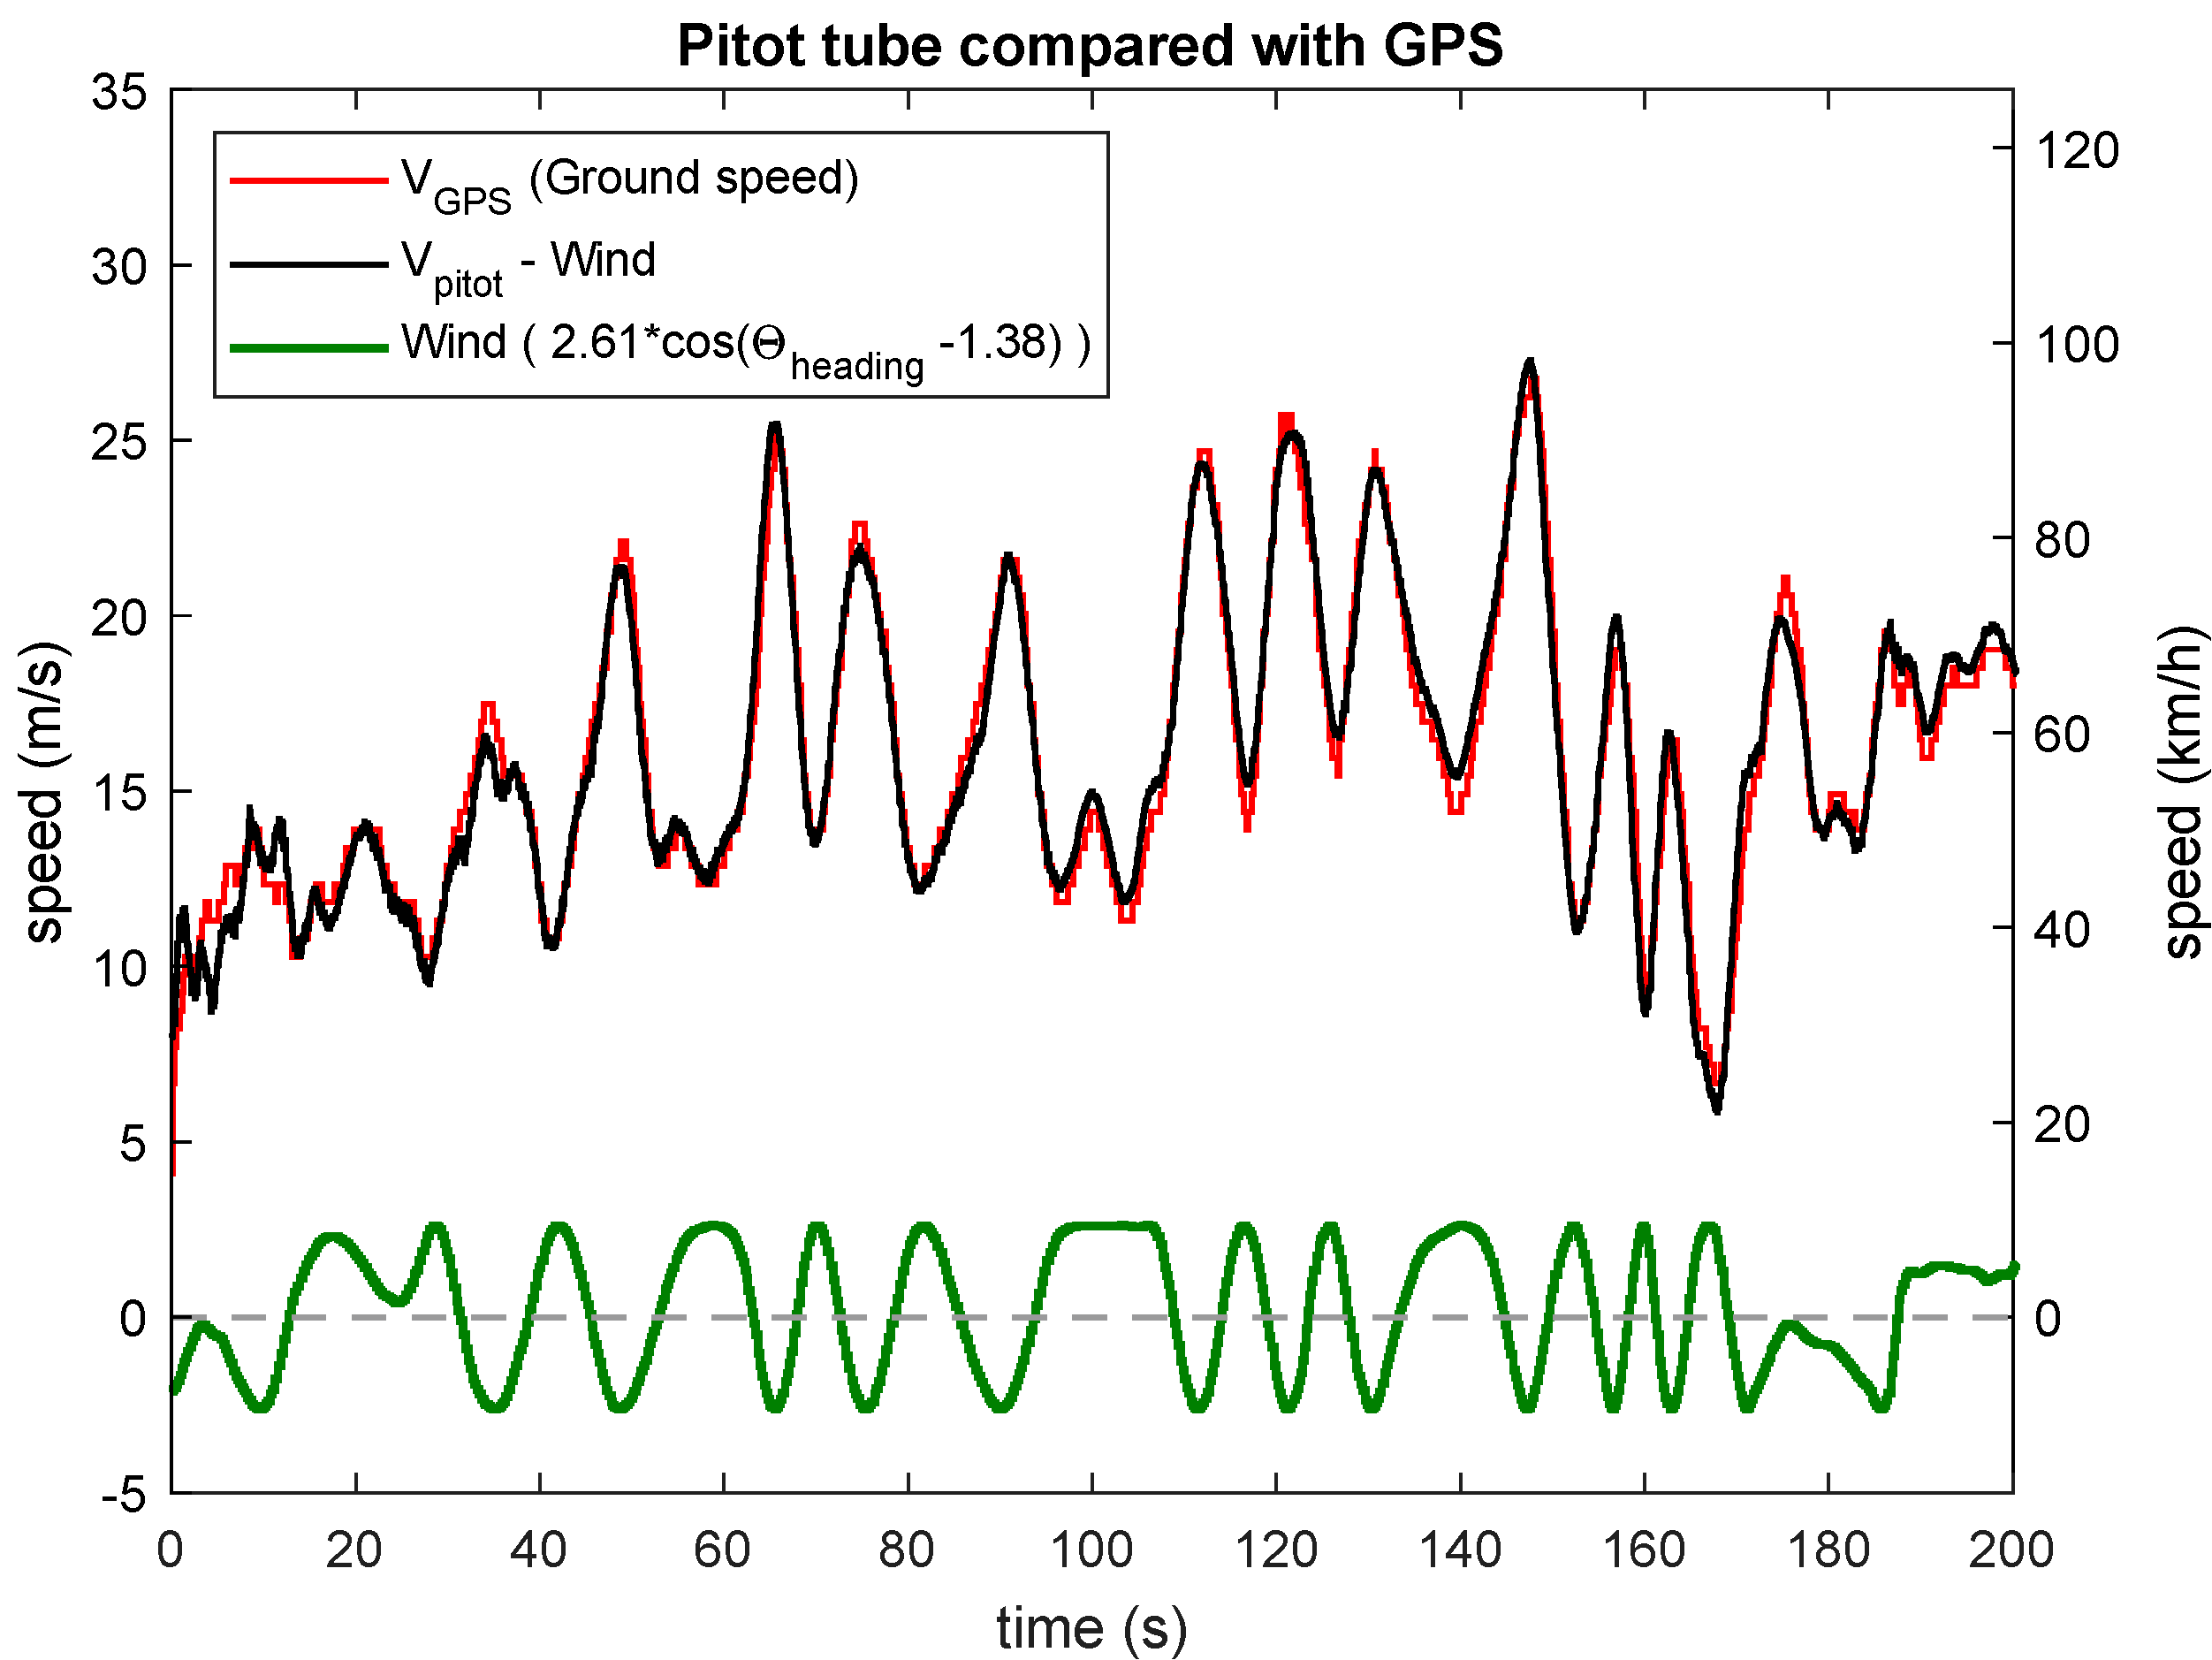 Pitot tube compared with GPS
V_GPS (Ground speed)
V_pitot - Wind
Wind ( 2.61*cos(Θ_heading -1.38) )
35
30
25
20
15
10
5
0
-5
speed (m/s)
120
100
80
60
40
20
0
speed (km/h)
0 20 40 60 80 100 120 140 160 180 200
time (s)